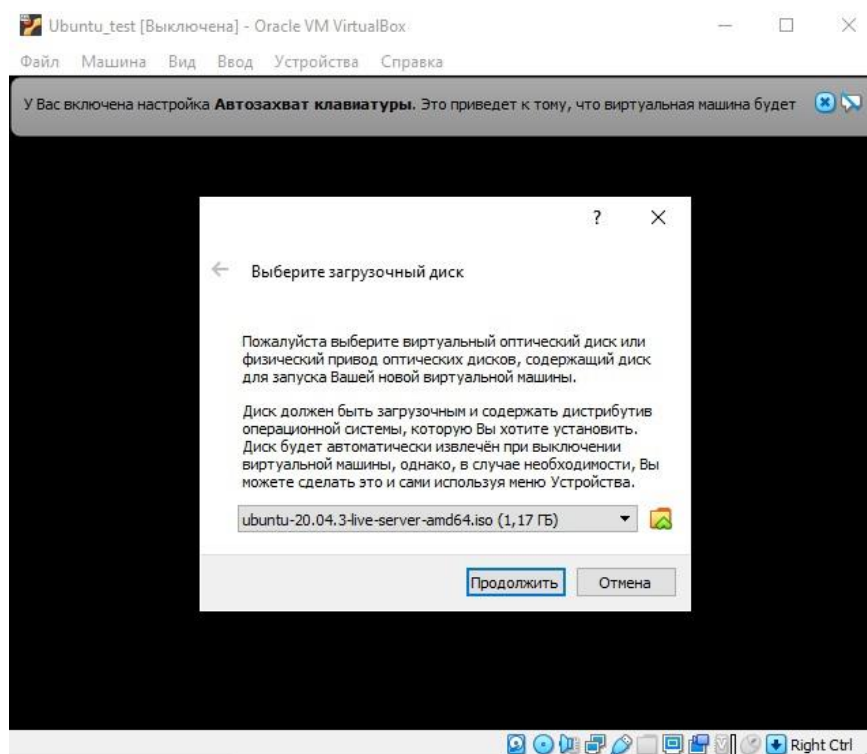 Ubuntu_test [Выключена] - Oracle VM VirtualBox
Файл Машина Вид Ввод Устройства Справка
У Вас включена настройка Автозахват клавиатуры. Это приведет к тому, что виртуальная машина будет
?
Выберите загрузочный диск
Пожалуйста выберите виртуальный оптический диск или
физический привод оптических дисков, содержащий диск
для запуска Вашей новой виртуальной машины.
Диск должен быть загрузочным и содержать дистрибутив
операционной системы, которую Вы хотите установить.
Диск будет автоматически извлечён при выключении
виртуальной машины, однако, в случае необходимости, Вы
можете сделать это и сами используя меню Устройства.
ubuntu-20.04.3-live-server-amd64.iso (1,17 ГБ)
Продолжить Отмена
Right Ctrl